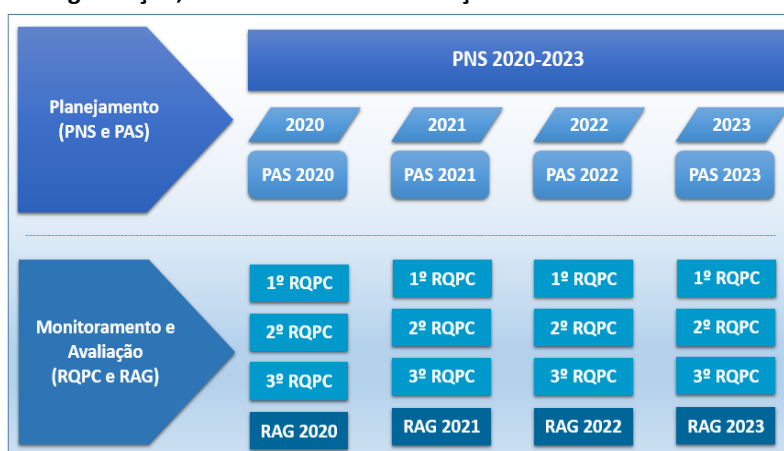 PNS 2020-2023
Planejamento
(PNS e PAS)
2020
2021
2022
2023
PAS 2020
PAS 2021
PAS 2022
PAS 2023
Monitoramento e
Avaliação
(RQPC e RAG)
1º RQPC
1º RQPC
1º RQPC
1º RQPC
2º RQPC
2º RQPC
2º RQPC
2º RQPC
3º RQPC
3º RQPC
3º RQPC
3º RQPC
RAG 2020
RAG 2021
RAG 2022
RAG 2023